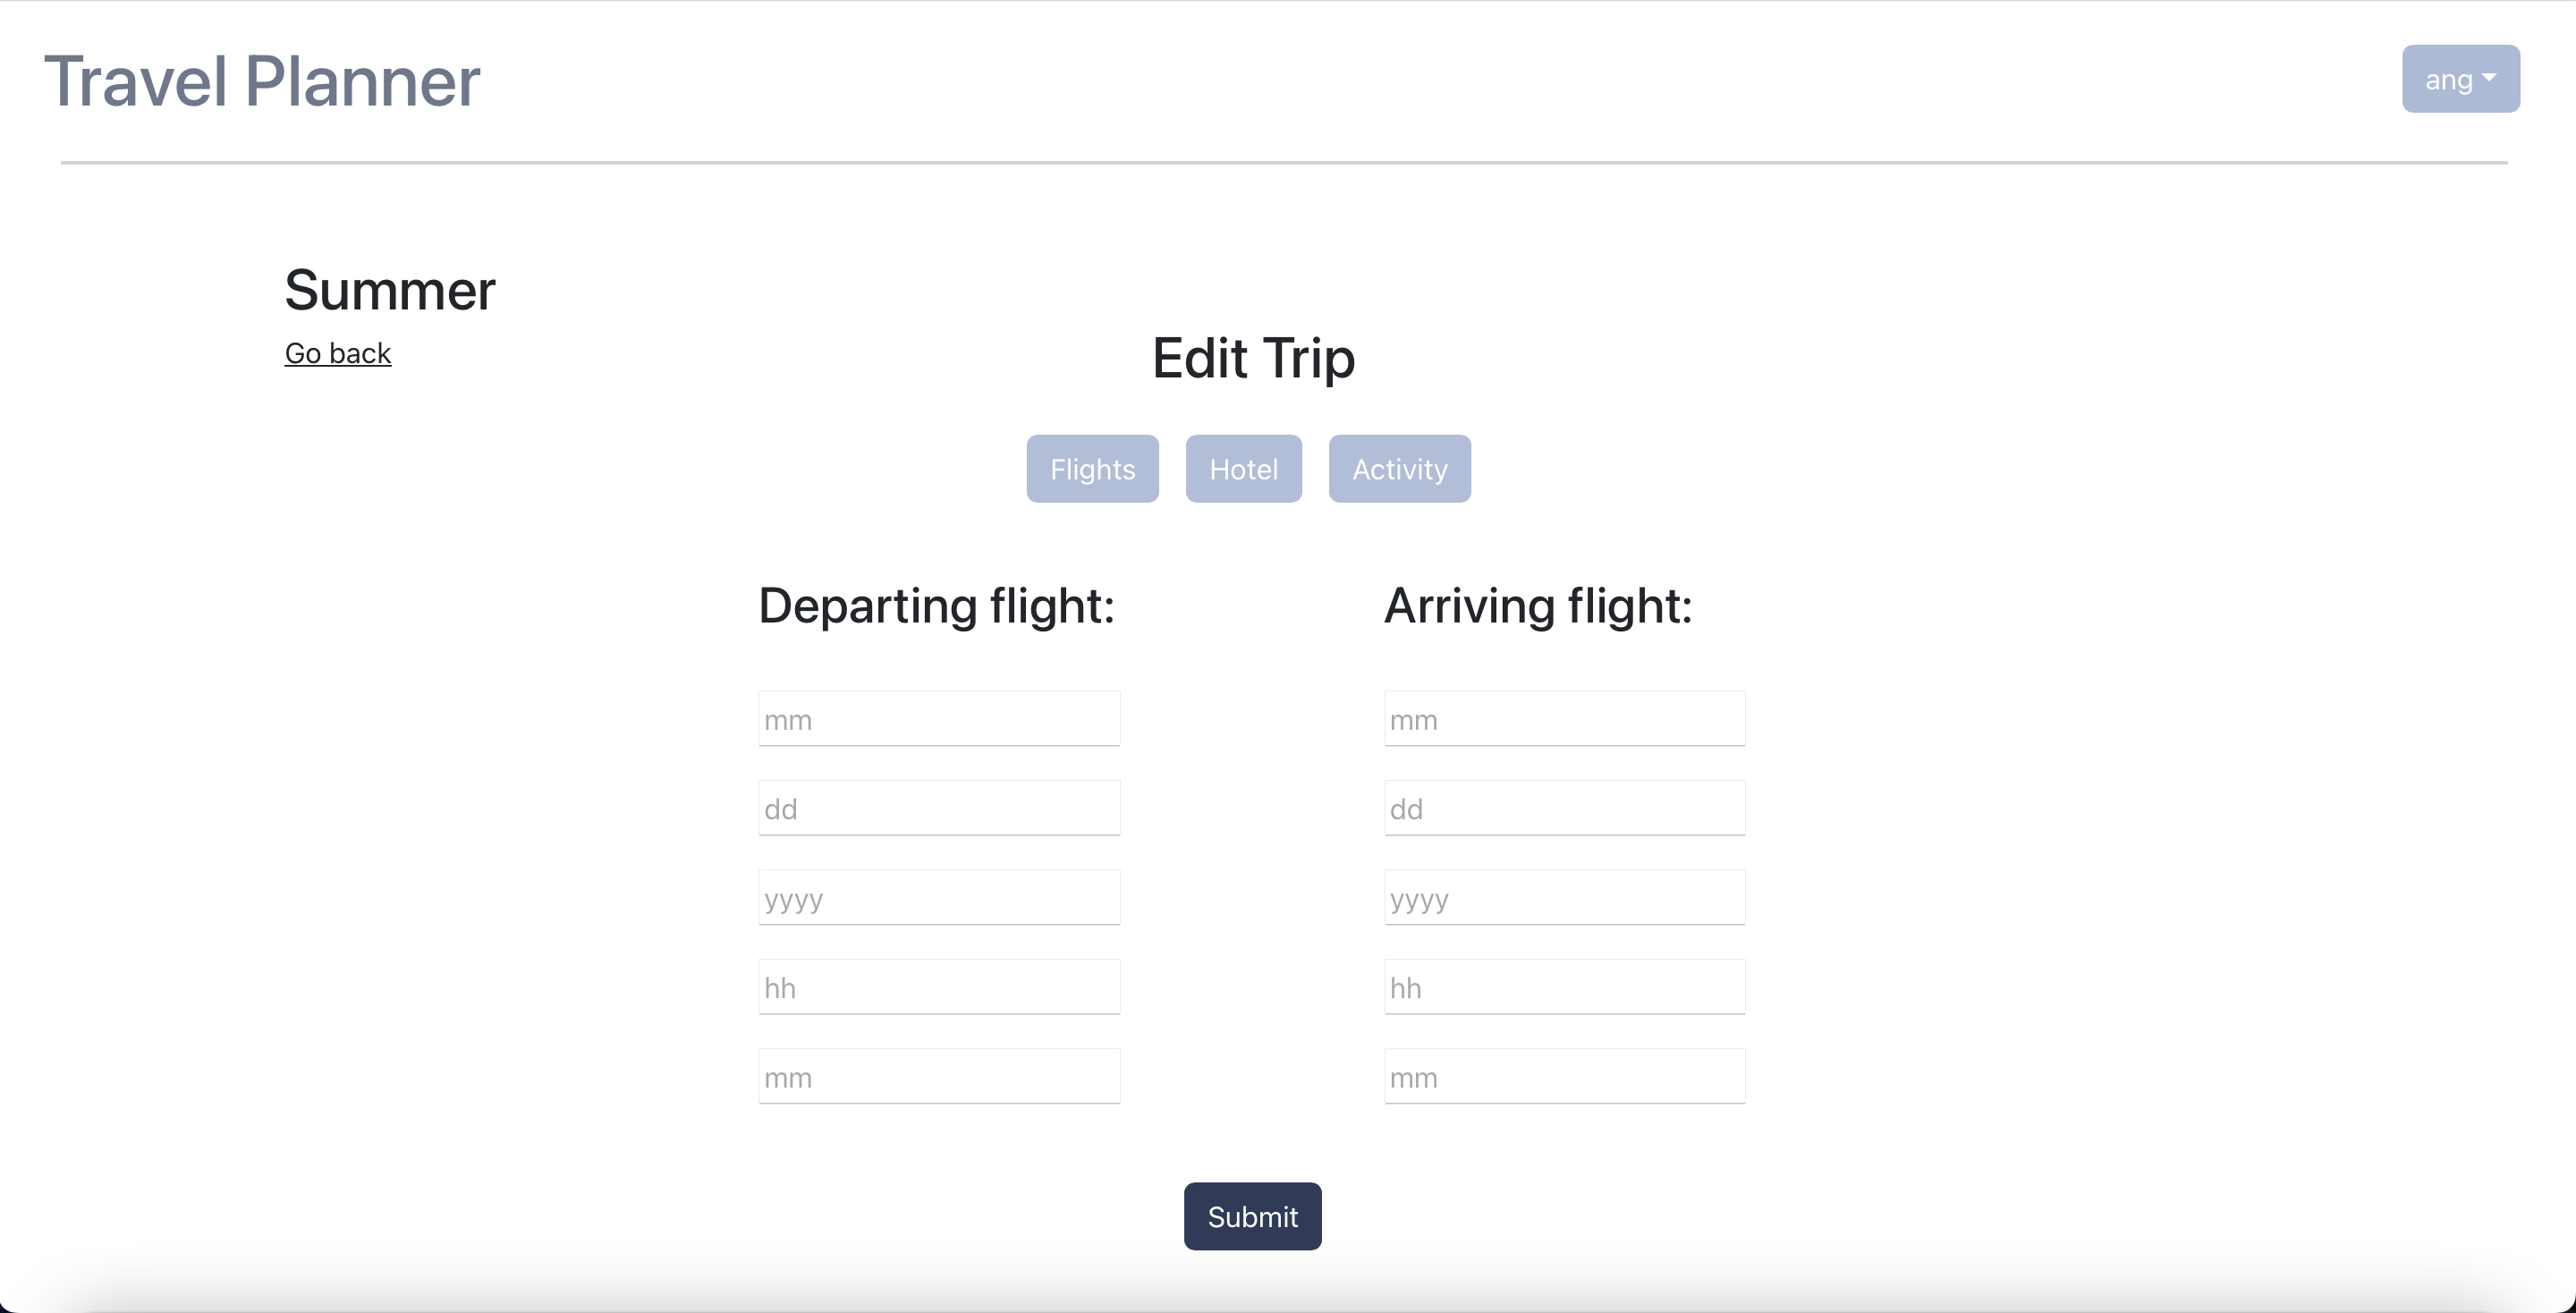 Travel Planner
ang
Summer
Go back
Edit Trip
Flights Hotel Activity
Departing flight: Arriving flight:
mm mm
dd dd
yyyy yyyy
hh hh
mm mm
Submit